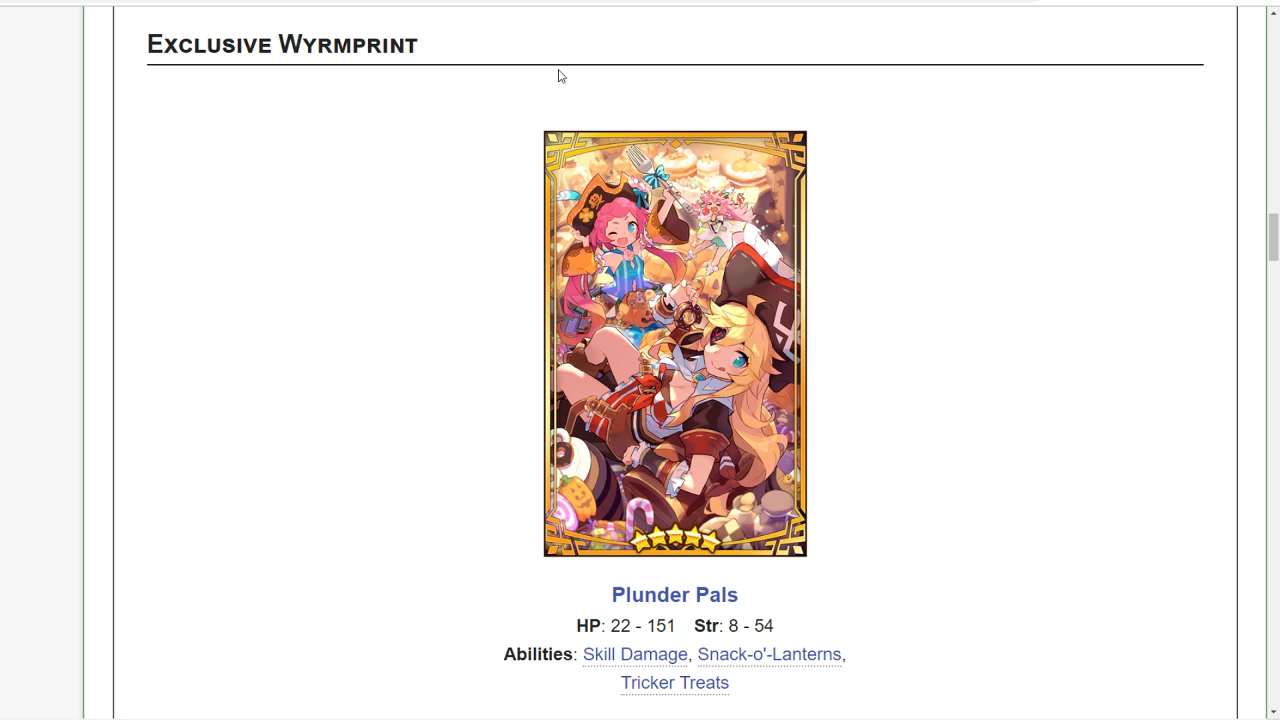 Exclusive Wyrmprint
Plunder Pals
HP: 22 - 151 Str: 8 - 54
Abilities: Skill Damage, Snack-o'-Lanterns,
Tricker Treats